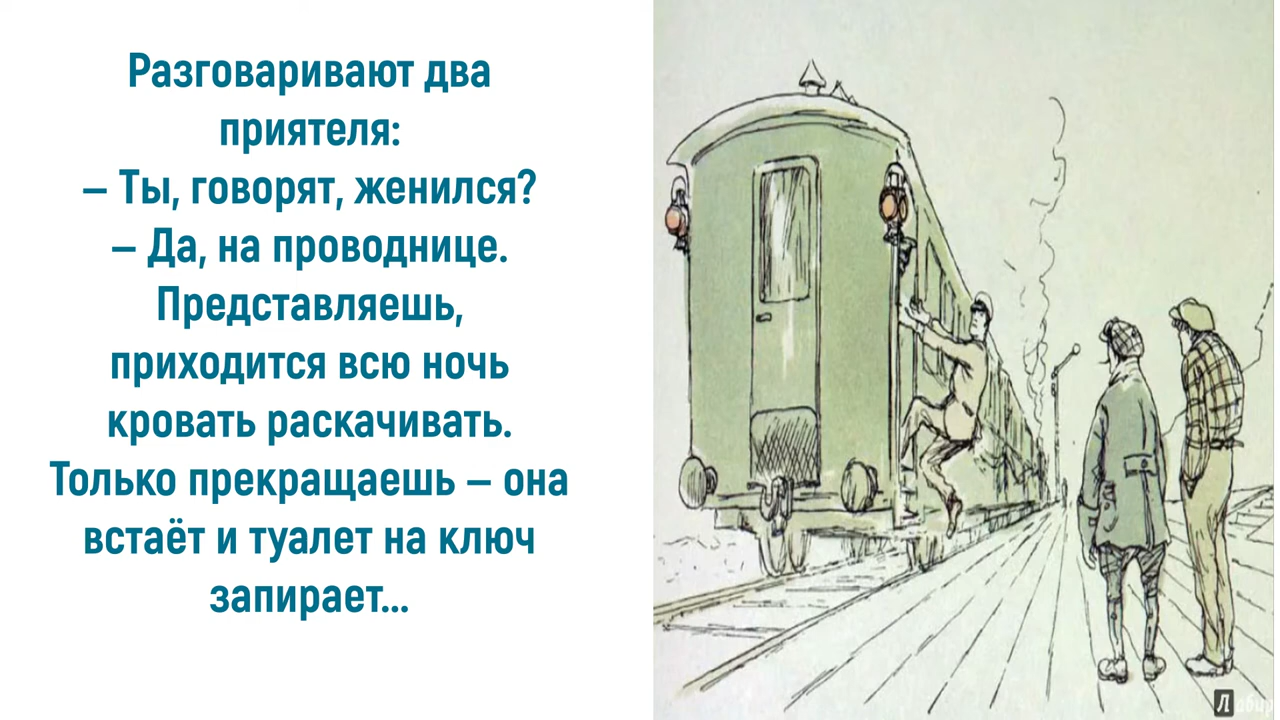 Разговаривают два
приятеля:
– Ты, говорят, женился?
– Да, на проводнице.
Представляешь,
приходится всю ночь
кровать раскачивать.
Только прекращаешь – она
встаёт и туалет на ключ
запирает...
Лабиринт